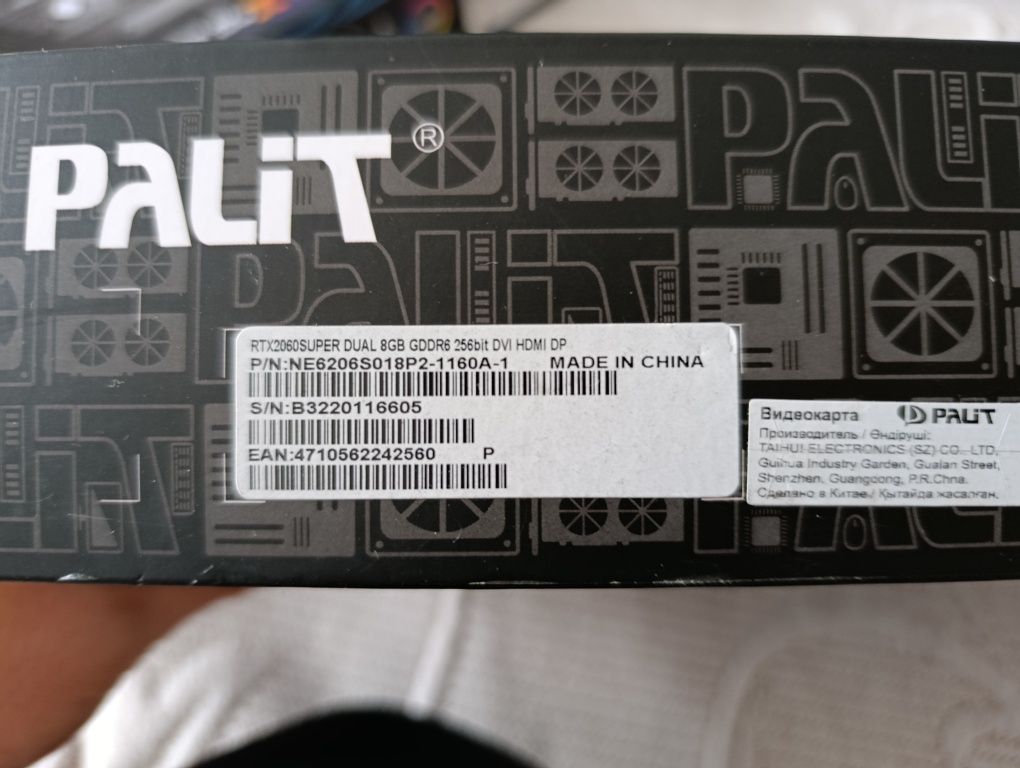 PALiT ®
RTX2060SUPER DUAL 8GB GDDR6 256bit DVI HDMI DP
P/N:NE6206S018P2-1160A-1 MADE IN CHINA
S/N:B3220116605
EAN:4710562242560 P
Видеокарта PALiT
Производитель / Өндіруші:
TAIHUI ELECTRONICS (SZ) CO., LTD,
Guihua Industry Garden, Gualan Street,
Shenzhen, Guangdong, P.R.Chna.
Сделано в Китае / Қытайда жасалған,